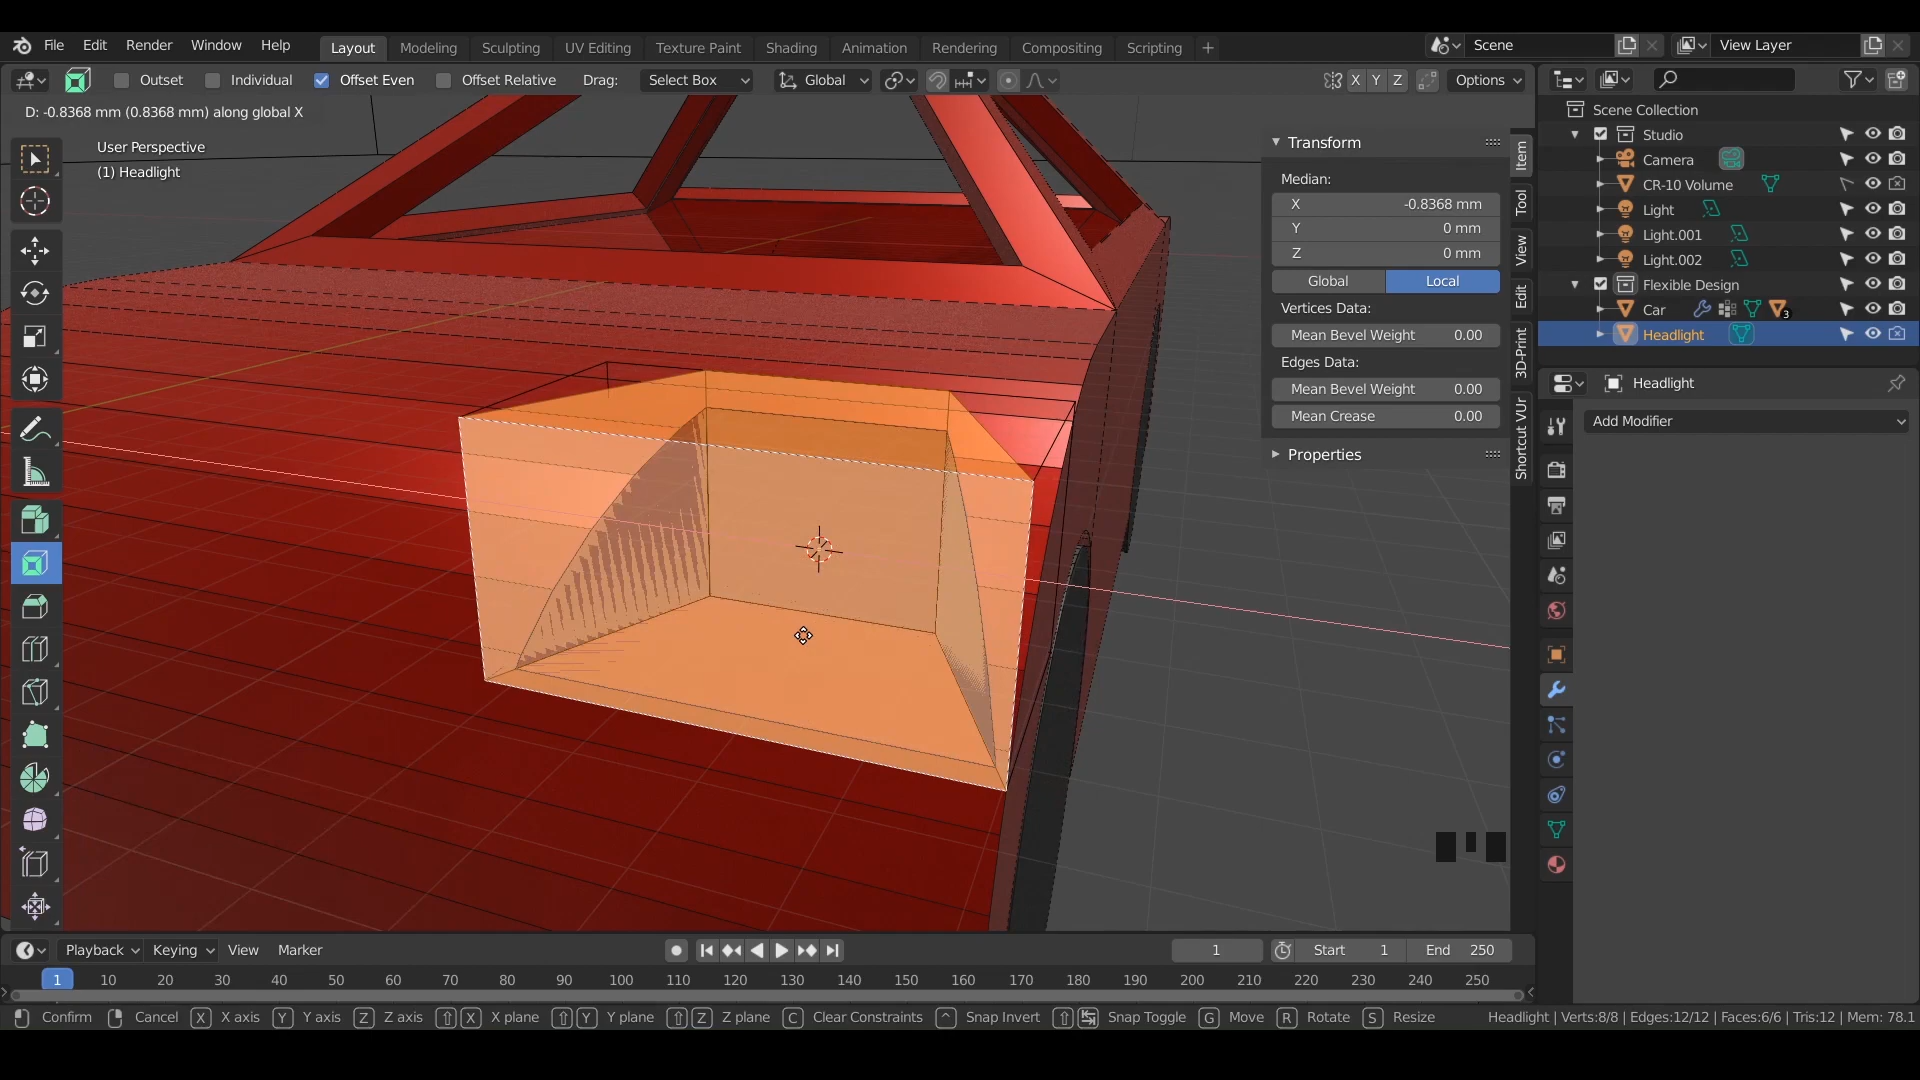 File Edit Render Window Help Layout Modeling Sculpting UV Editing Texture Paint Shading Animation Rendering Compositing Scripting + Scene View Layer
Outset Individual Offset Even Offset Relative Drag: Select Box Global X Y Z Options
D: -0.8368 mm (0.8368 mm) along global X
User Perspective
(1) Headlight
Transform
Median:
X -0.8368 mm
Y 0 mm
Z 0 mm
Global Local
Vertices Data:
Mean Bevel Weight 0.00
Edges Data:
Mean Bevel Weight 0.00
Mean Crease 0.00
Properties
Item
Tool
View
Edit
3D-Print
Shortcut VUr
Scene Collection
Studio
Camera
CR-10 Volume
Light
Light.001
Light.002
Flexible Design
Car 3
Headlight
Headlight
Add Modifier
Playback Keying View Marker 1 Start 1 End 250
1 10 20 30 40 50 60 70 80 90 100 110 120 130 140 150 160 170 180 190 200 210 220 230 240 250
Confirm Cancel X X axis Y Y axis Z Z axis X X plane Y Y plane Z Z plane C Clear Constraints Snap Invert Snap Toggle G Move R Rotate S Resize Headlight | Verts:8/8 | Edges:12/12 | Faces:6/6 | Tris:12 | Mem: 78.1